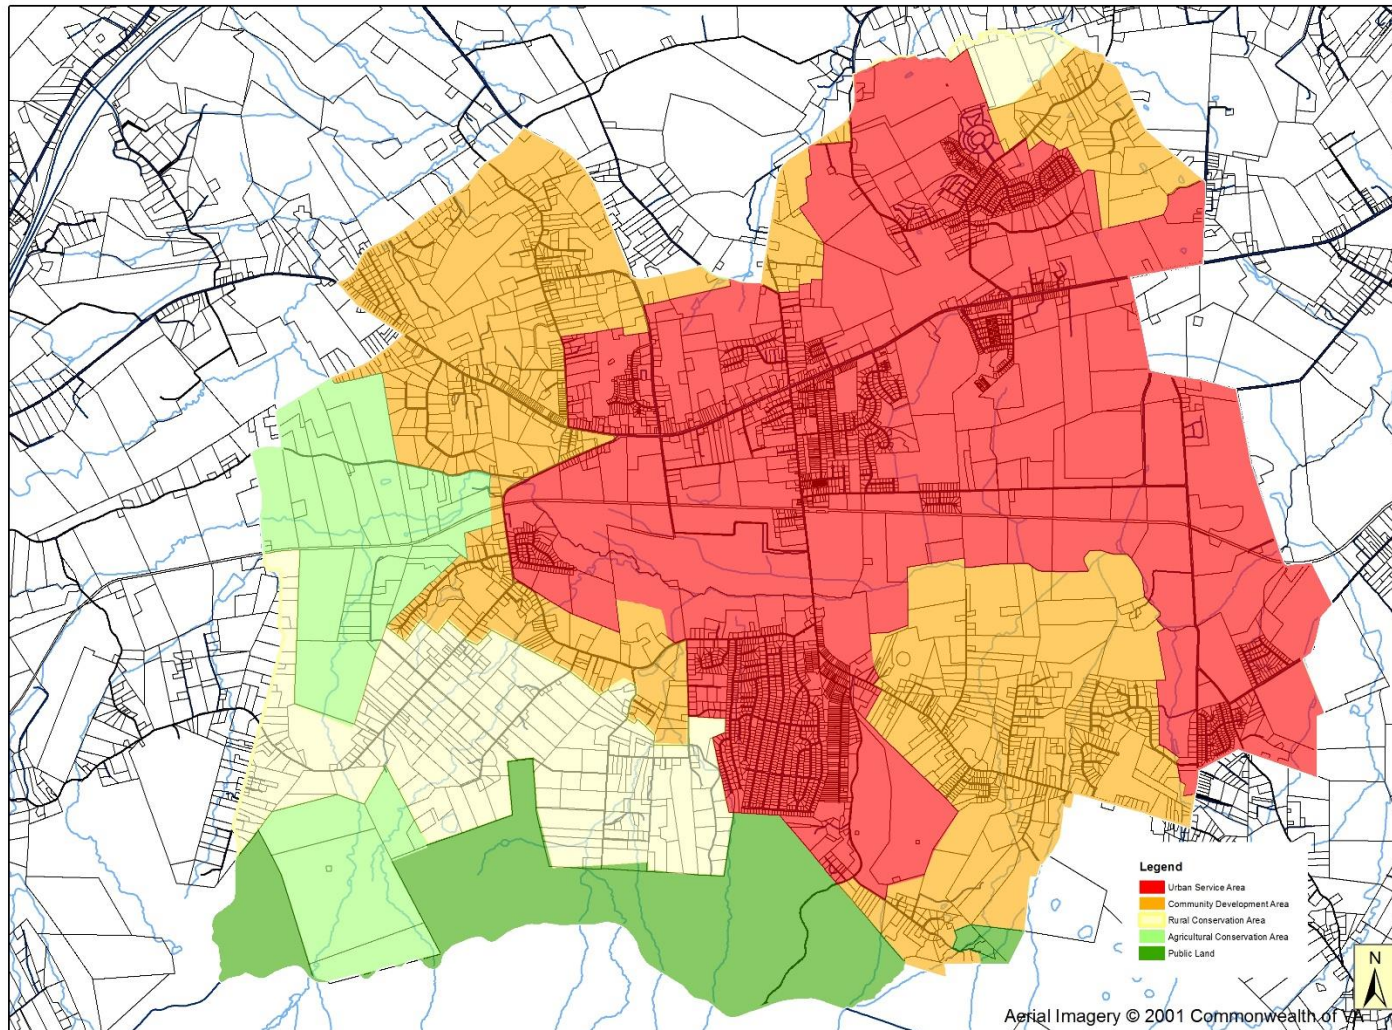 Legend
Urban Service Area
Community Development Area
Rural Conservation Area
Agricultural Conservation Area
Public Land
N
Aerial Imagery © 2001 Commonwealth of VA